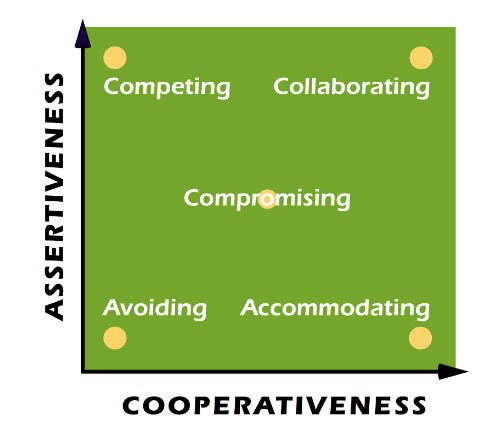 ASSERTIVENESS
Competing
Collaborating
Compromising
Avoiding
Accommodating
COOPERATIVENESS